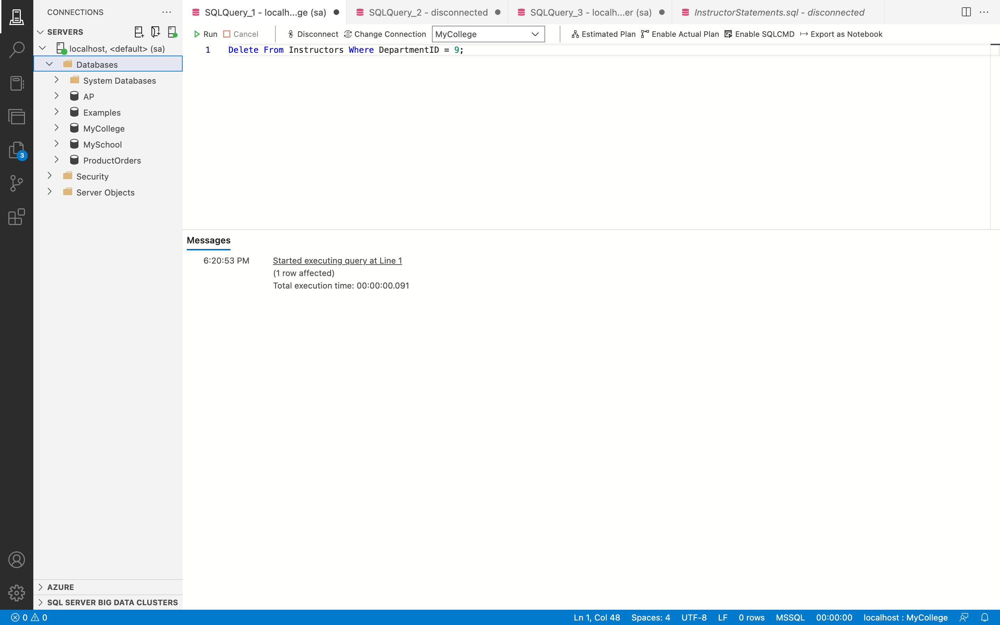 CONNECTIONS
SERVERS
localhost, <default> (sa)
Databases
System Databases
AP
Examples
MyCollege
MySchool
ProductOrders
Security
Server Objects
3
AZURE
SQL SERVER BIG DATA CLUSTERS
SQLQuery_1 - localh...ge (sa)
SQLQuery_2 - disconnected
SQLQuery_3 - localh...er (sa)
InstructorStatements.sql - disconnected
Run Cancel Disconnect Change Connection MyCollege Estimated Plan Enable Actual Plan Enable SQLCMD Export as Notebook
1 Delete From Instructors Where DepartmentID = 9;
Messages
6:20:53 PM Started executing query at Line 1
(1 row affected)
Total execution time: 00:00:00.091
0 0 Ln 1, Col 48 Spaces: 4 UTF-8 LF 0 rows MSSQL 00:00:00 localhost : MyCollege